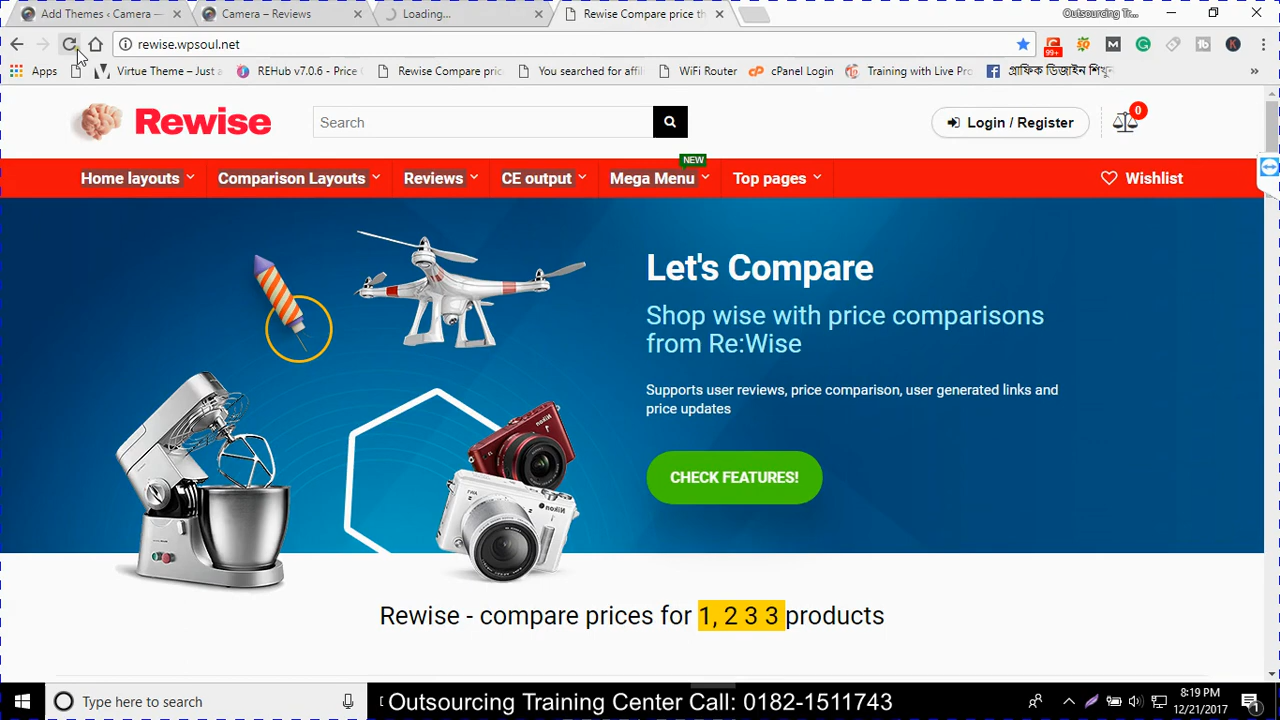 Add Themes ‹ Camera —
Camera – Reviews
Loading...
Rewise Compare price th
Outsourcing Tr...
rewise.wpsoul.net
99+
Apps
Virtue Theme – Just a
REHub v7.0.6 - P
Rewise Compare pric
You searched for affil
WiFi Router
cPanel Login
Training with Live Pro
গ্রাফিক ডিজাইন শিখুন
»
Rewise
Search
Login / Register
0
NEW
Home layouts
Comparison Layouts
Reviews
CE output
Mega Menu
Top pages
Wishlist
Let's Compare
Shop wise with price comparisons
from Re:Wise
Supports user reviews, price comparison, user generated links and
price updates
CHECK FEATURES!
Rewise - compare prices for 1, 2 3 3 products
Type here to search
Outsourcing Training Center Call: 0182-1511743
8:19 PM
12/21/2017
1